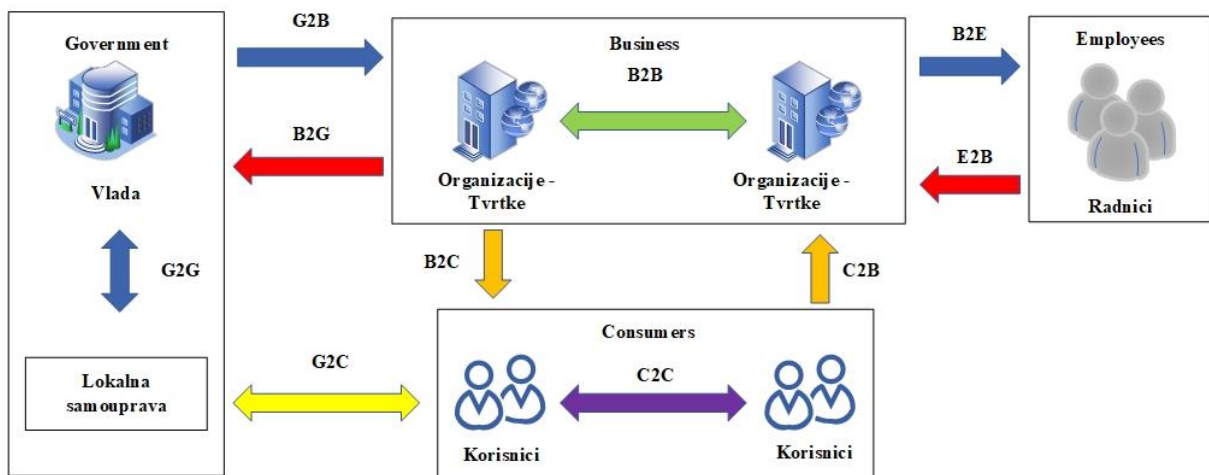 Government
Vlada
G2G
Lokalna
samouprava
G2B
B2G
Business
B2B
Organizacije -
Tvrtke
Organizacije -
Tvrtke
B2E
E2B
Employees
Radnici
B2C
C2B
G2C
Consumers
C2C
Korisnici
Korisnici